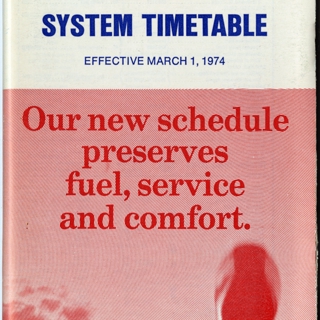 SYSTEM TIMETABLE
EFFECTIVE MARCH 1, 1974
Our new schedule
preserves
fuel, service
and comfort.